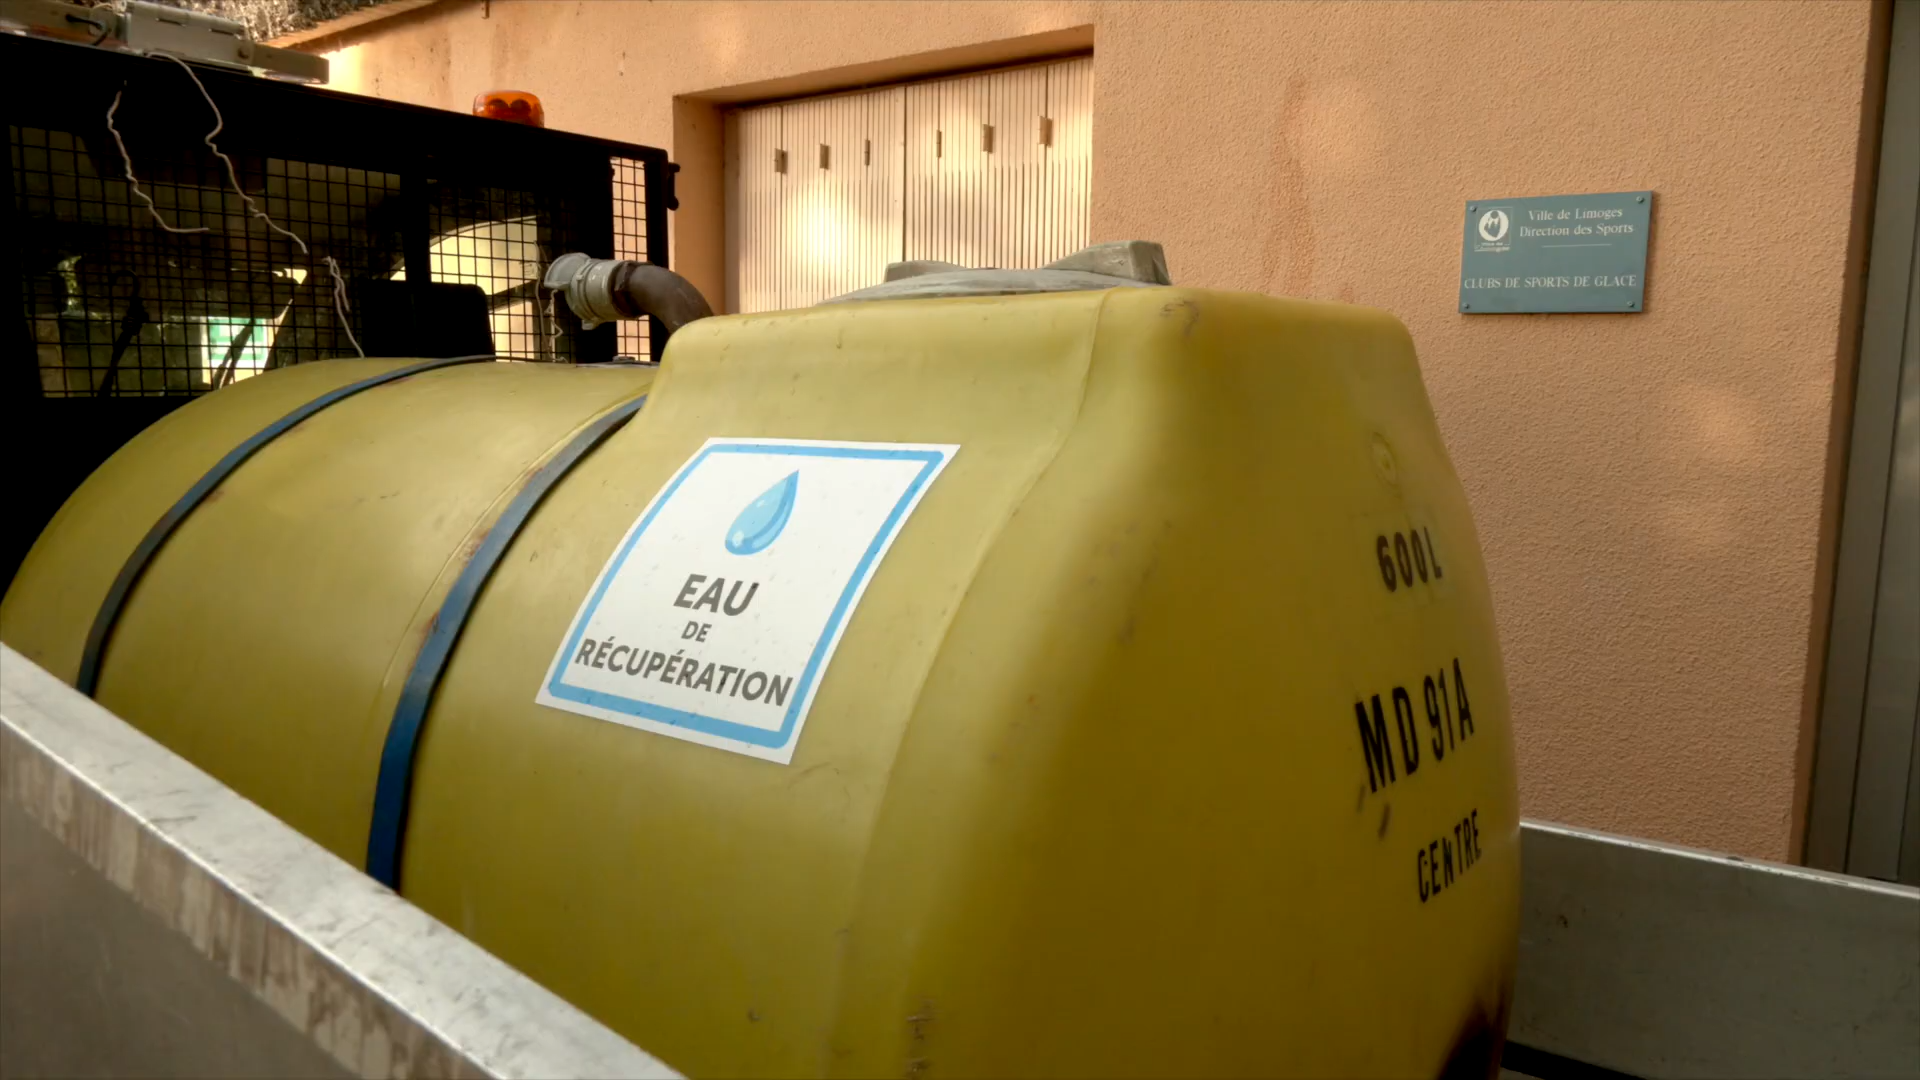 Ville de Limoges
Direction des Sports
CLUBS DE SPORTS DE GLACE
EAU
DE
RÉCUPÉRATION
600L
MD 91A
CENTRE